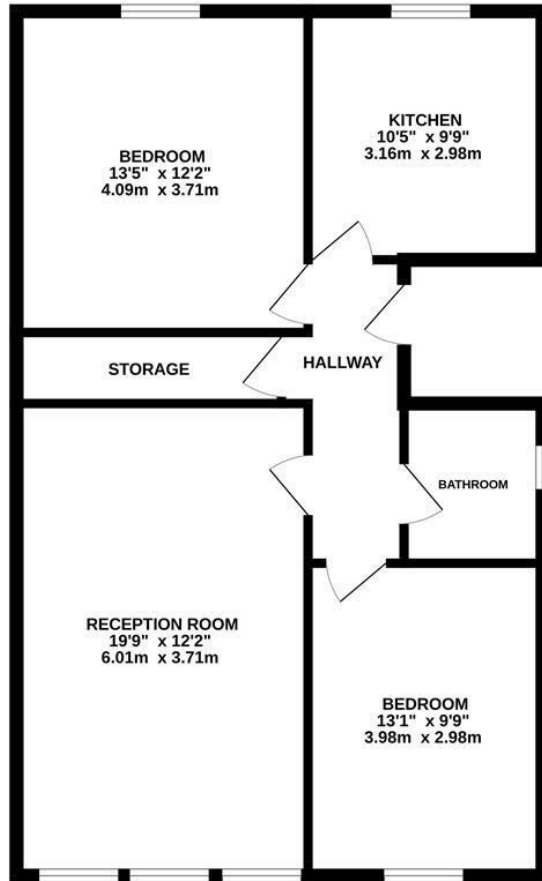 BEDROOM
13'5" x 12'2"
4.09m x 3.71m
KITCHEN
10'5" x 9'9"
3.16m x 2.98m
STORAGE
HALLWAY
BATHROOM
RECEPTION ROOM
19'9" x 12'2"
6.01m x 3.71m
BEDROOM
13'1" x 9'9"
3.98m x 2.98m